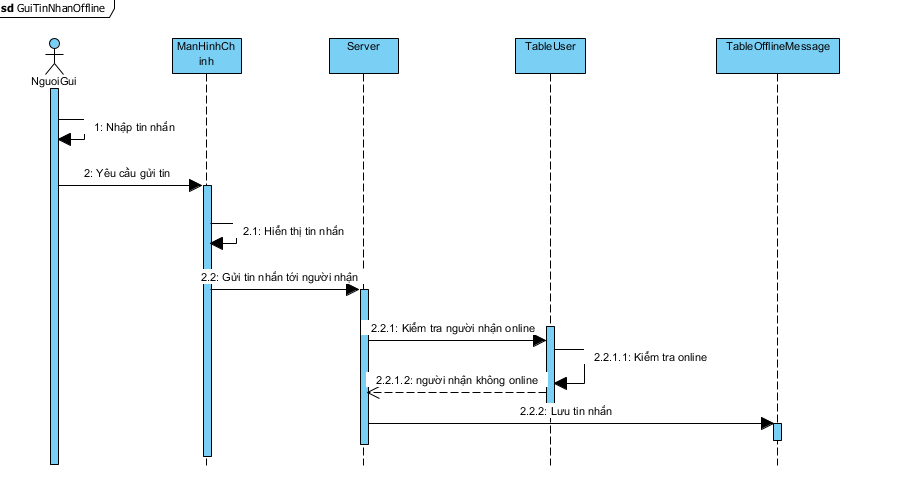 sd GuiTinNhanOffline
NguoiGui
ManHinhCh
inh
Server
TableUser
TableOfflineMessage
1: Nhập tin nhắn
2: Yêu cầu gửi tin
2.1: Hiển thị tin nhắn
2.2: Gửi tin nhắn tới người nhận
2.2.1: Kiểm tra người nhận online
2.2.1.1: Kiểm tra online
2.2.1.2: người nhận không online
2.2.2: Lưu tin nhắn